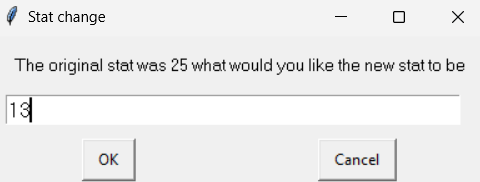 Stat change
The original stat was 25 what would you like the new stat to be
13
OK Cancel